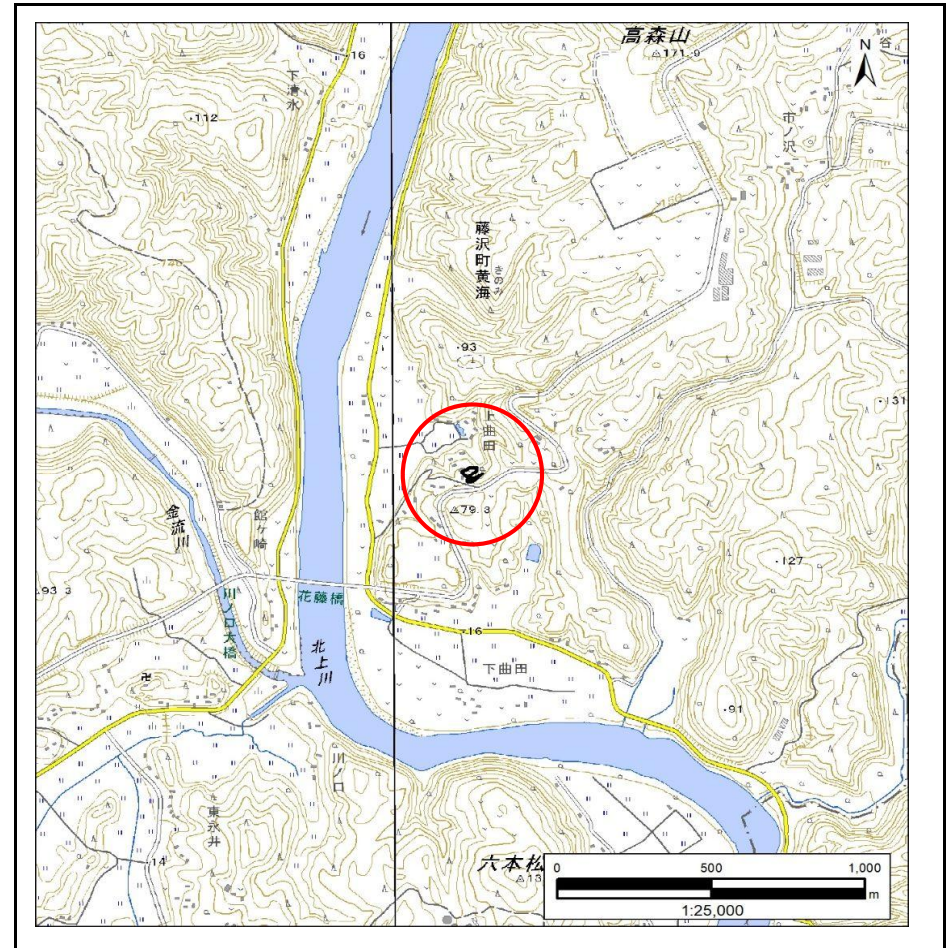 高森山
171.9
N
谷
16
下清水
112
市ノ沢
藤沢町黄海
きのみ
93
131
上曲田
79.3
金流川
館ヶ崎
127
93.3
川ノ口大橋
花藤橋
16
北上川
下曲田
91
川ノ口
東永井
14
六本松
13
0 500 1,000
m
1:25,000